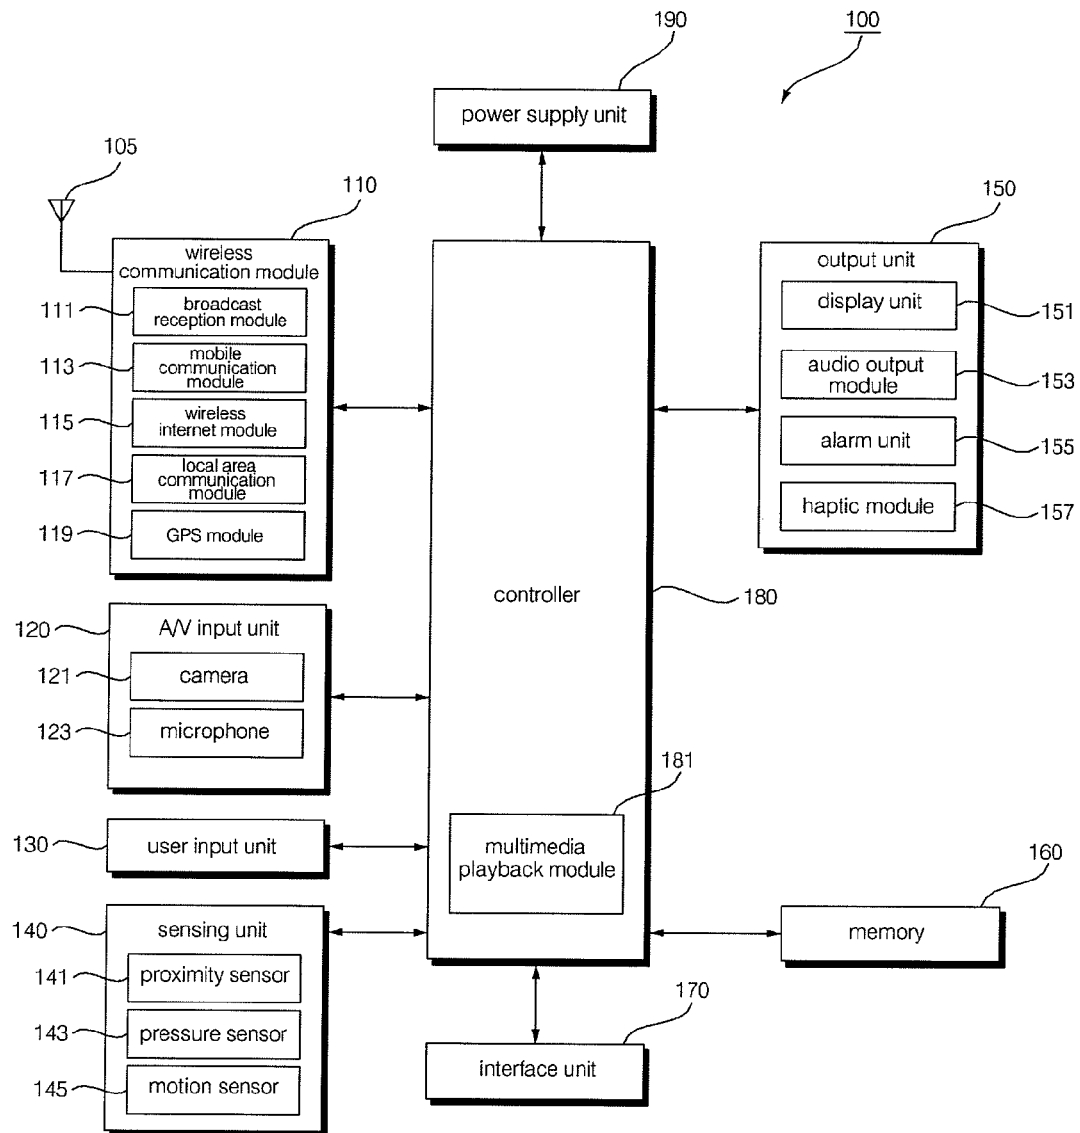 190
100
power supply unit
105
110
150
wireless
communication module
output unit
111
broadcast
reception module
display unit
151
113
mobile
communication module
audio output
module
153
115
wireless
internet module
alarm unit
155
117
local area
communication module
haptic module
157
119
GPS module
controller
180
120
A/V input unit
121
camera
123
microphone
181
130
user input unit
multimedia
playback module
160
140
sensing unit
memory
141
proximity sensor
170
143
pressure sensor
interface unit
145
motion sensor